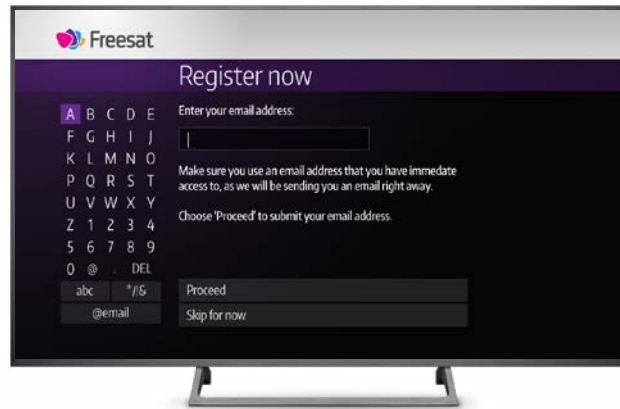 Freesat
Register now
Enter your email address:
A B C D E
F G H I J
K L M N O
P Q R S T
U V W X Y
Z 1 2 3 4
5 6 7 8 9
0 @ . DEL
abc */!&
@email
Make sure you use an email address that you have immedate
access to, as we will be sending you an email right away.
Choose 'Proceed' to submit your email address.
Proceed
Skip for now